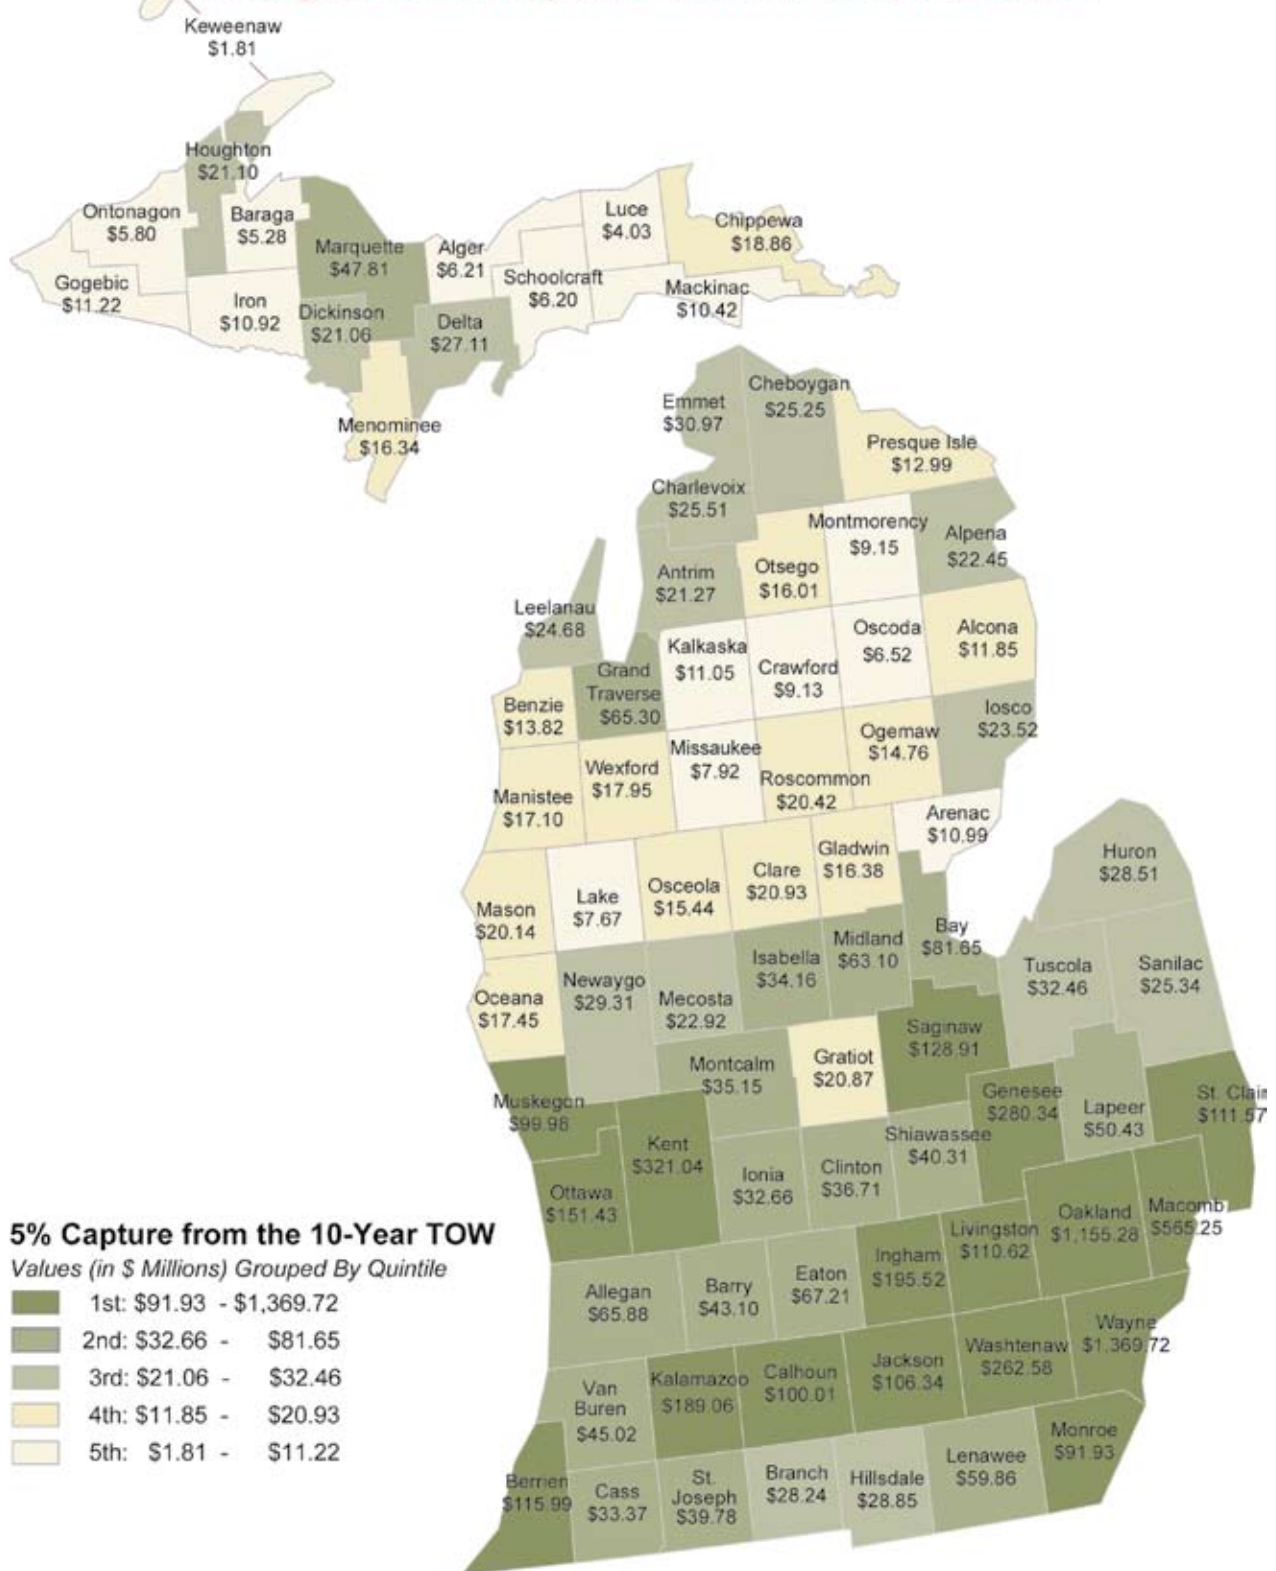 Keweenaw
$1.81
Houghton
$21.10
Ontonagon
$5.80
Baraga
$5.28
Marquette
$47.81
Alger
$6.21
Luce
$4.03
Chippewa
$18.86
Gogebic
$11.22
Iron
$10.92
Dickinson
$21.06
Delta
$27.11
Schoolcraft
$6.20
Mackinac
$10.42
Menominee
$16.34
Emmet
$30.97
Cheboygan
$25.25
Presque Isle
$12.99
Charlevoix
$25.51
Montmorency
$9.15
Alpena
$22.45
Antrim
$21.27
Otsego
$16.01
Leelanau
$24.68
Kalkaska
$11.05
Crawford
$9.13
Oscoda
$6.52
Alcona
$11.85
Benzie
$13.82
Grand
Traverse
$65.30
Iosco
$23.52
Manistee
$17.10
Wexford
$17.95
Missaukee
$7.92
Roscommon
$20.42
Ogemaw
$14.76
Arenac
$10.99
Huron
$28.51
Mason
$20.14
Lake
$7.67
Osceola
$15.44
Clare
$20.93
Gladwin
$16.38
Oceana
$17.45
Newaygo
$29.31
Mecosta
$22.92
Isabella
$34.16
Midland
$63.10
Bay
$81.65
Tuscola
$32.46
Sanilac
$25.34
Saginaw
$128.91
Montcalm
$35.15
Gratiot
$20.87
Muskegon
$99.98
Kent
$321.04
Genesee
$280.34
Lapeer
$50.43
St. Clair
$111.57
Ottawa
$151.43
Ionia
$32.66
Clinton
$36.71
Shiawassee
$40.31
Allegan
$65.88
Barry
$43.10
Eaton
$67.21
Ingham
$195.52
Livingston
$110.62
Oakland
$1,155.28
Macomb
$565.25
Van
Buren
$45.02
Kalamazoo
$189.06
Calhoun
$100.01
Jackson
$106.34
Washtenaw
$262.58
Wayne
$1,369.72
Berrien
$115.99
Cass
$33.37
St.
Joseph
$39.78
Branch
$28.24
Hillsdale
$28.85
Lenawee
$59.86
Monroe
$91.93
5% Capture from the 10-Year TOW
Values (in $ Millions) Grouped By Quintile
1st: $91.93 - $1,369.72
2nd: $32.66 - $81.65
3rd: $21.06 - $32.46
4th: $11.85 - $20.93
5th: $1.81 - $11.22